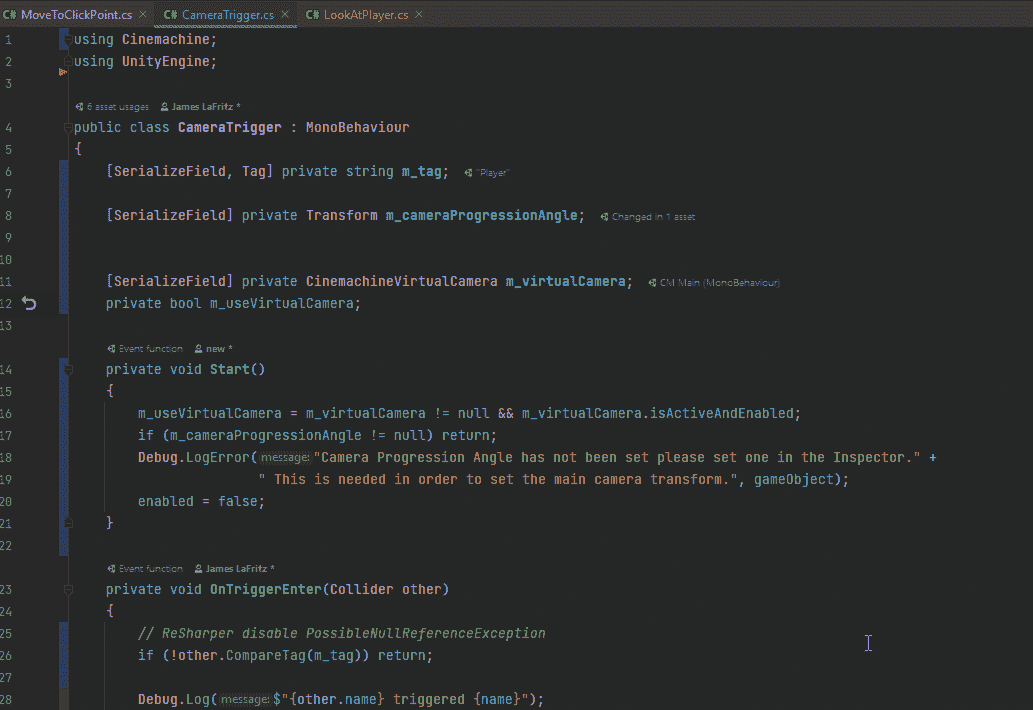 C# MoveToClickPoint.cs × C# CameraTrigger.cs × C# LookAtPlayer.cs ×
1 using Cinemachine;
2 using UnityEngine;
3
6 asset usages James LaFritz *
4 public class CameraTrigger : MonoBehaviour
5 {
6 [SerializeField, Tag] private string m_tag; "Player"
7
8 [SerializeField] private Transform m_cameraProgressionAngle; Changed in 1 asset
9
10
11 [SerializeField] private CinemachineVirtualCamera m_virtualCamera; CM Main (MonoBehaviour)
12 private bool m_useVirtualCamera;
13
Event function new *
14 private void Start()
15 {
16 m_useVirtualCamera = m_virtualCamera != null && m_virtualCamera.isActiveAndEnabled;
17 if (m_cameraProgressionAngle != null) return;
18 Debug.LogError( message: "Camera Progression Angle has not been set please set one in the Inspector." +
19 " This is needed in order to set the main camera transform.", gameObject);
20 enabled = false;
21 }
22
Event function James LaFritz *
23 private void OnTriggerEnter(Collider other)
24 {
25 // ReSharper disable PossibleNullReferenceException
26 if (!other.CompareTag(m_tag)) return;
27
28 Debug.Log( message: $"{other.name} triggered {name}");